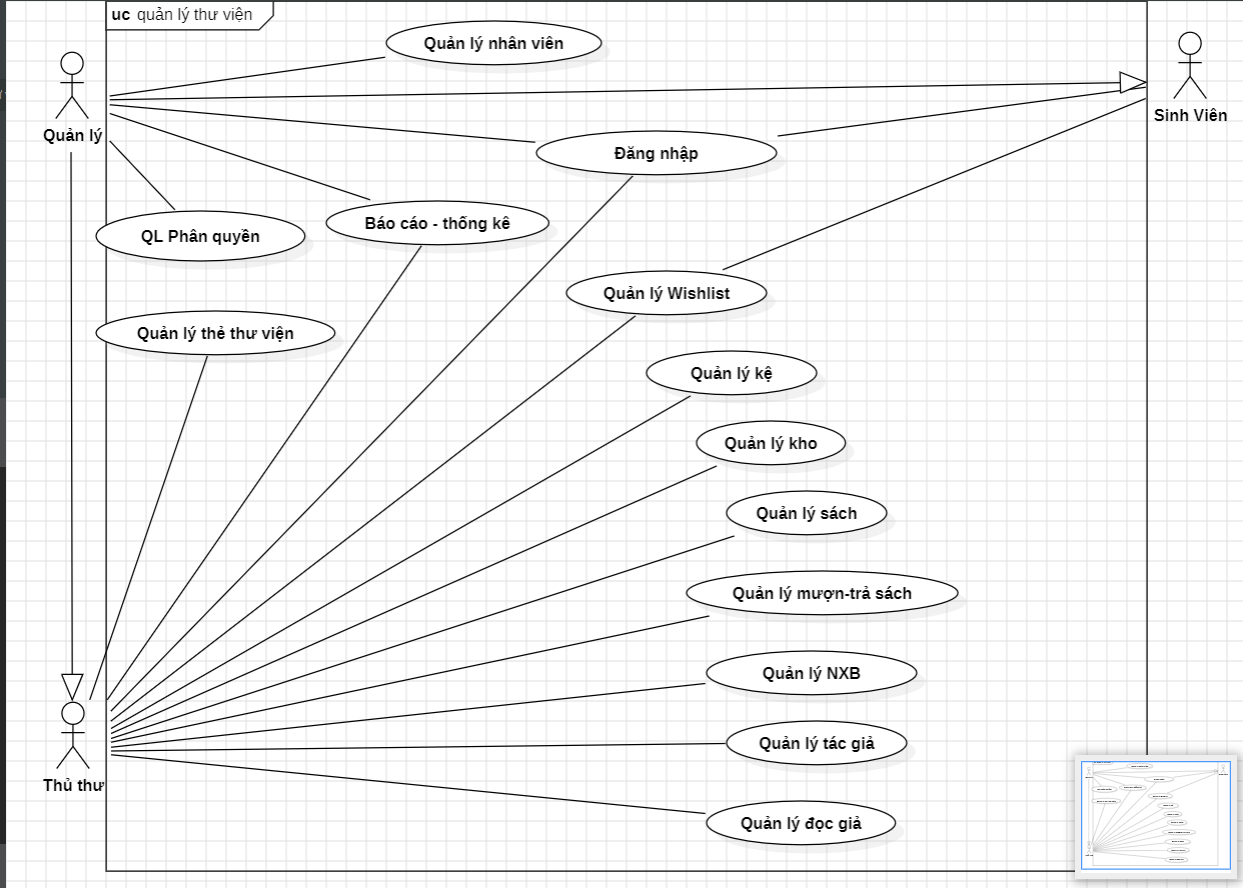 uc quản lý thư viện
Quản lý nhân viên
Quản lý
Sinh Viên
Đăng nhập
Báo cáo - thống kê
QL Phân quyền
Quản lý Wishlist
Quản lý thẻ thư viện
Quản lý kệ
Quản lý kho
Quản lý sách
Quản lý mượn-trả sách
Quản lý NXB
Quản lý tác giả
Thủ thư
Quản lý đọc giả